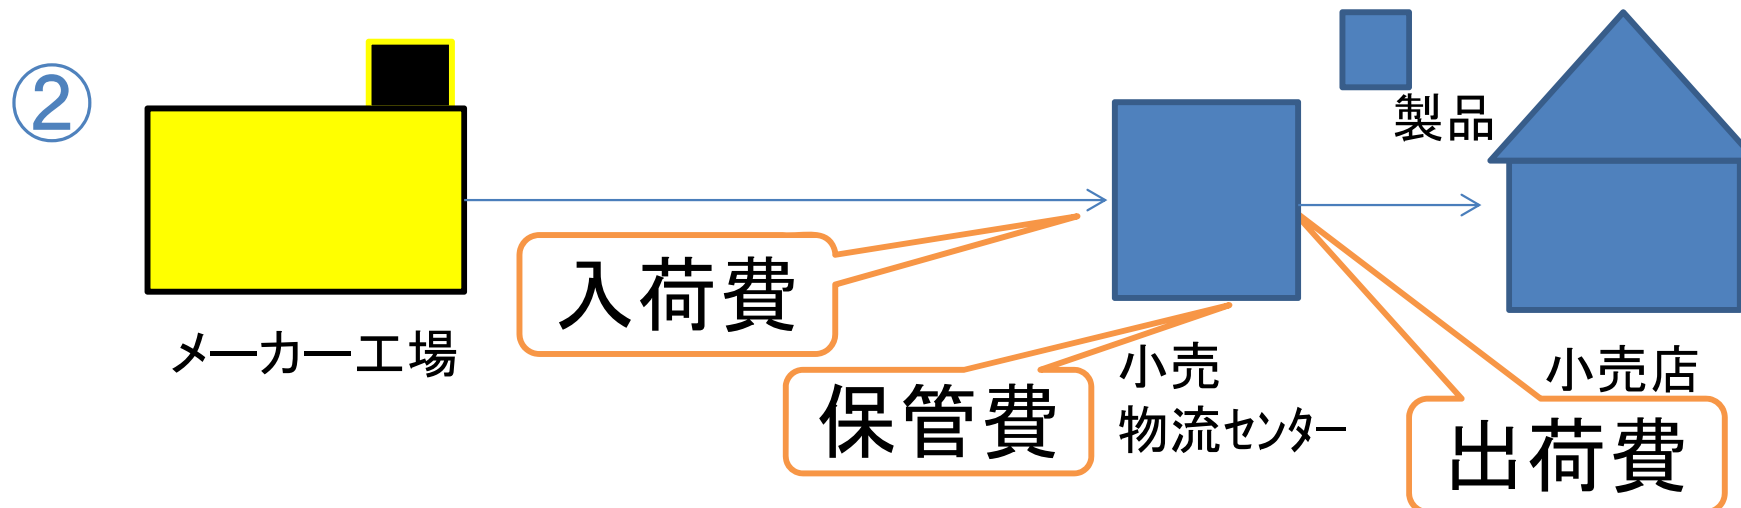 ②
製品
入荷費
メーカー工場
保管費
小売
物流センター
小売店
出荷費